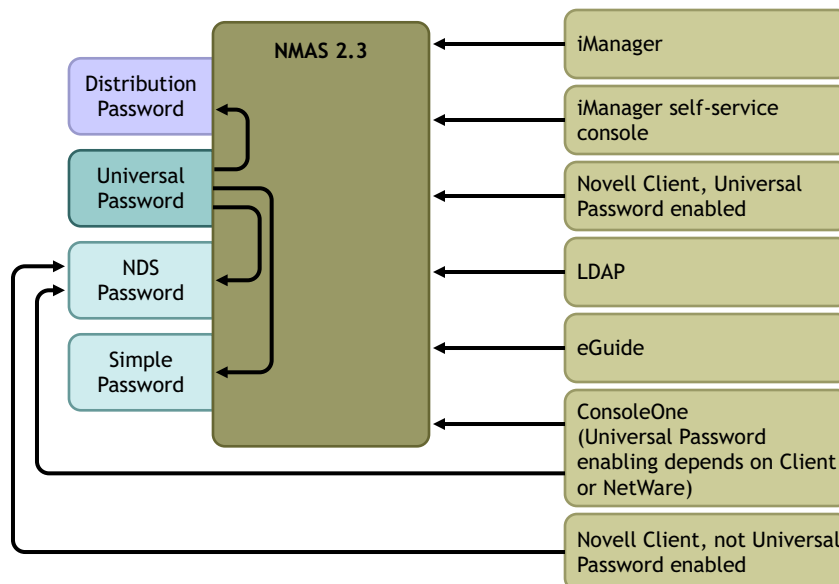 NMAS 2.3
Distribution
Password
Universal
Password
NDS
Password
Simple
Password
iManager
iManager self-service
console
Novell Client, Universal
Password enabled
LDAP
eGuide
ConsoleOne
(Universal Password
enabling depends on Client
or NetWare)
Novell Client, not Universal
Password enabled